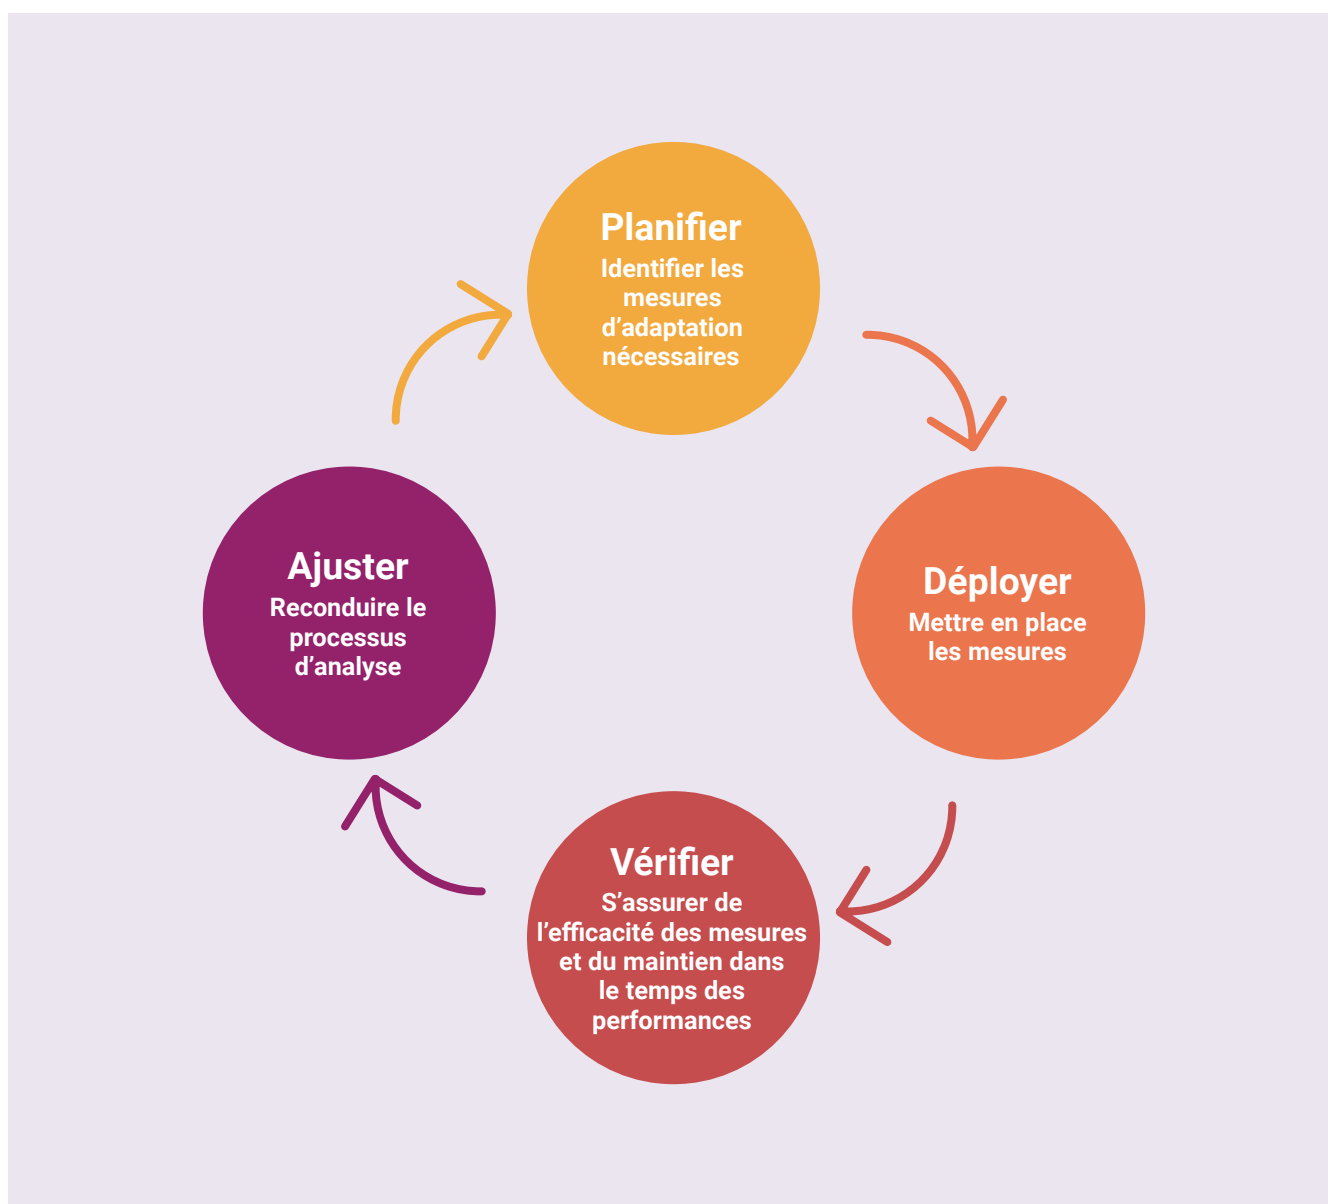 Planifier
Identifier les
mesures
d’adaptation
nécessaires
Déployer
Mettre en place
les mesures
Vérifier
S’assurer de
l’efficacité des mesures
et du maintien dans
le temps des
performances
Ajuster
Reconduire le
processus
d’analyse